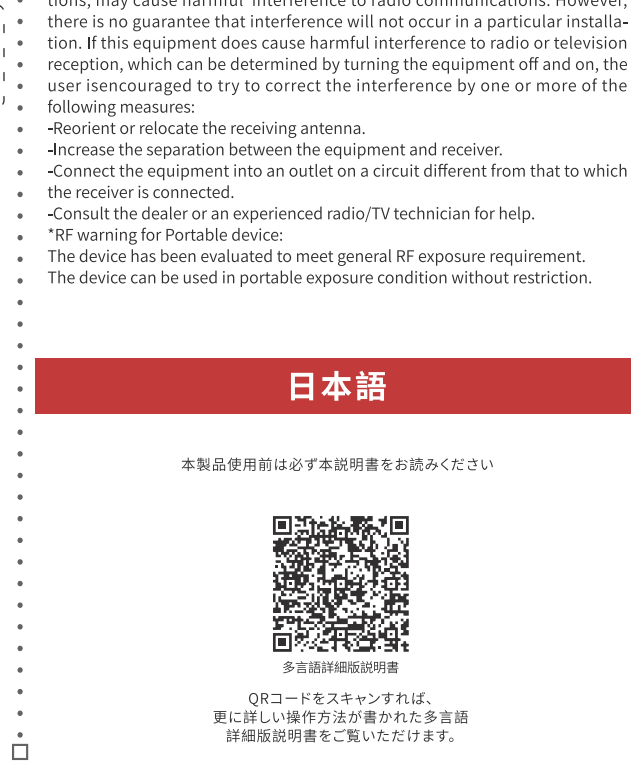 tions, may cause harmful interference to radio communications. However,
there is no guarantee that interference will not occur in a particular installa-
tion. If this equipment does cause harmful interference to radio or television
reception, which can be determined by turning the equipment off and on, the
user isencouraged to try to correct the interference by one or more of the
following measures:
-Reorient or relocate the receiving antenna.
-Increase the separation between the equipment and receiver.
-Connect the equipment into an outlet on a circuit different from that to which
the receiver is connected.
-Consult the dealer or an experienced radio/TV technician for help.
*RF warning for Portable device:
The device has been evaluated to meet general RF exposure requirement.
The device can be used in portable exposure condition without restriction.
日本語
本製品使用前は必ず本説明書をお読みください
多言語詳細版説明書
QRコードをスキャンすれば、
更に詳しい操作方法が書かれた多言語
詳細版説明書をご覧いただけます。